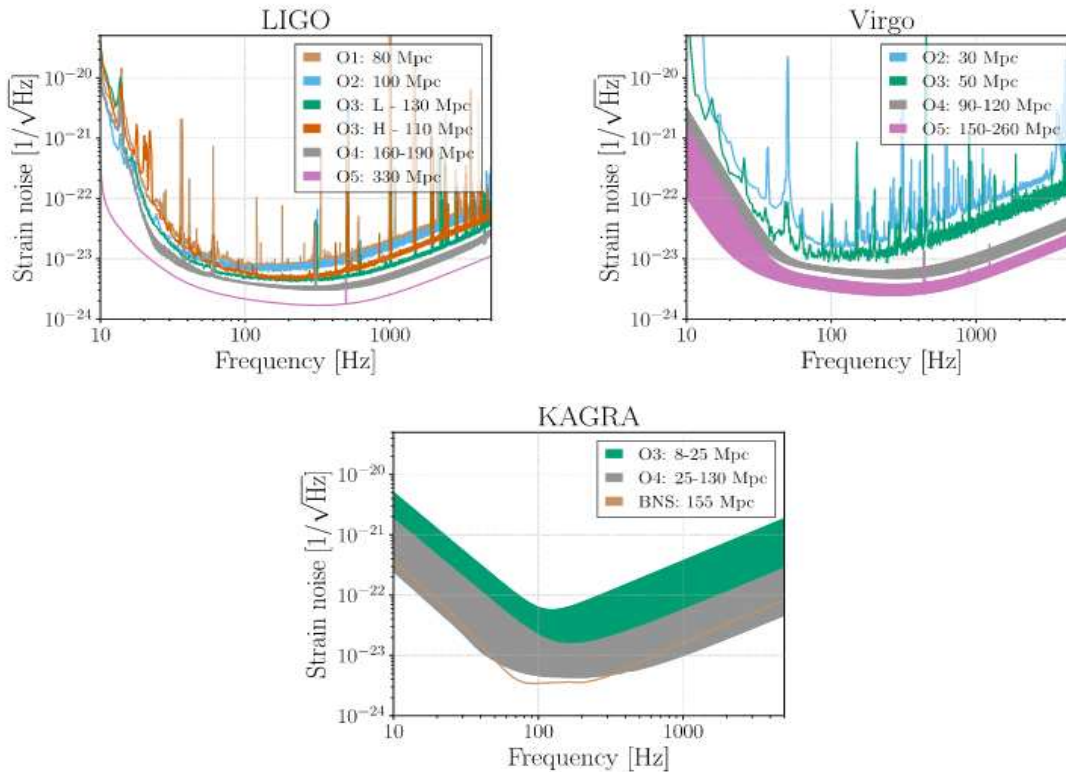 LIGO
Strain noise [1/√Hz]
10⁻²⁰
10⁻²¹
10⁻²²
10⁻²³
10⁻²⁴
O1: 80 Mpc
O2: 100 Mpc
O3: L - 130 Mpc
O3: H - 110 Mpc
O4: 160-190 Mpc
O5: 330 Mpc
10
100
1000
Frequency [Hz]
Virgo
Strain noise [1/√Hz]
10⁻²⁰
10⁻²¹
10⁻²²
10⁻²³
10⁻²⁴
O2: 30 Mpc
O3: 50 Mpc
O4: 90-120 Mpc
O5: 150-260 Mpc
10
100
1000
Frequency [Hz]
KAGRA
Strain noise [1/√Hz]
10⁻²⁰
10⁻²¹
10⁻²²
10⁻²³
10⁻²⁴
O3: 8-25 Mpc
O4: 25-130 Mpc
BNS: 155 Mpc
10
100
1000
Frequency [Hz]